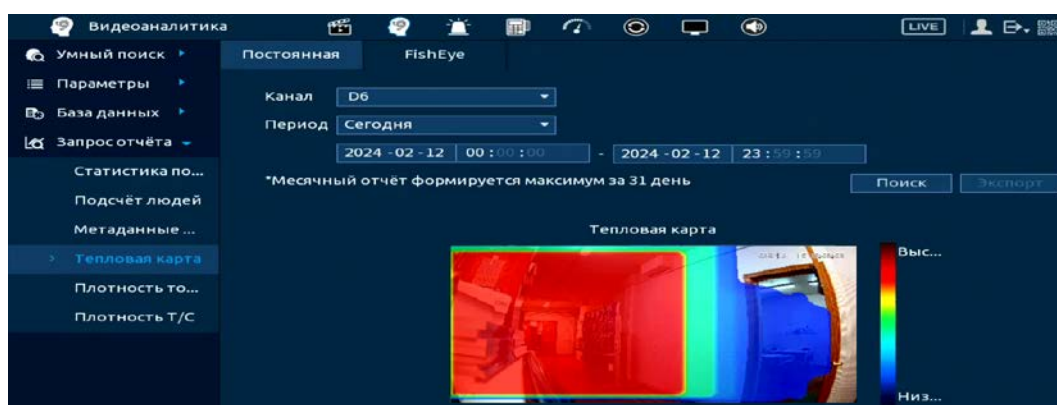 Видеоаналитика
LIVE
Умный поиск
Параметры
База данных
Запрос отчёта
Статистика по...
Подсчёт людей
Метаданные ...
Тепловая карта
Плотность то...
Плотность Т/С
Постоянная
FishEye
Канал D6
Период Сегодня
2024 - 02 - 12 00 : 00 : 00 - 2024 - 02 - 12 23 : 59 : 59
*Месячный отчёт формируется максимум за 31 день
Поиск Экспорт
Тепловая карта
Выс...
Низ...